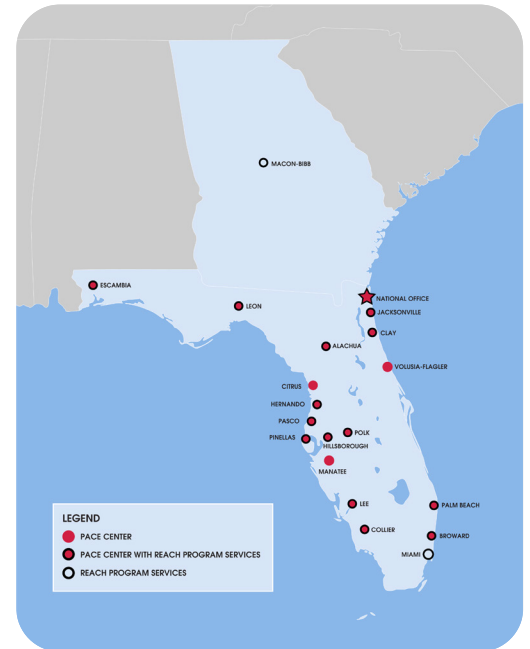 MACON-BIBB
ESCAMBIA
LEON
NATIONAL OFFICE
JACKSONVILLE
CLAY
ALACHUA
VOLUSIA-FLAGLER
CITRUS
HERNANDO
PASCO
POLK
PINELLAS
HILLSBOROUGH
MANATEE
LEE
PALM BEACH
COLLIER
BROWARD
MIAMI
LEGEND
PACE CENTER
PACE CENTER WITH REACH PROGRAM SERVICES
REACH PROGRAM SERVICES